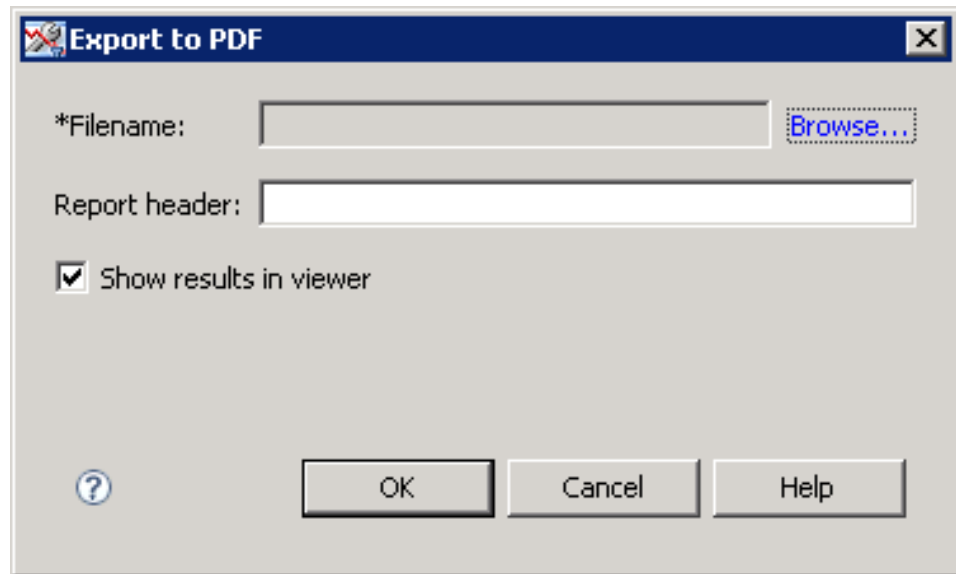 Export to PDF
*Filename: Browse...
Report header:
Show results in viewer
? OK Cancel Help